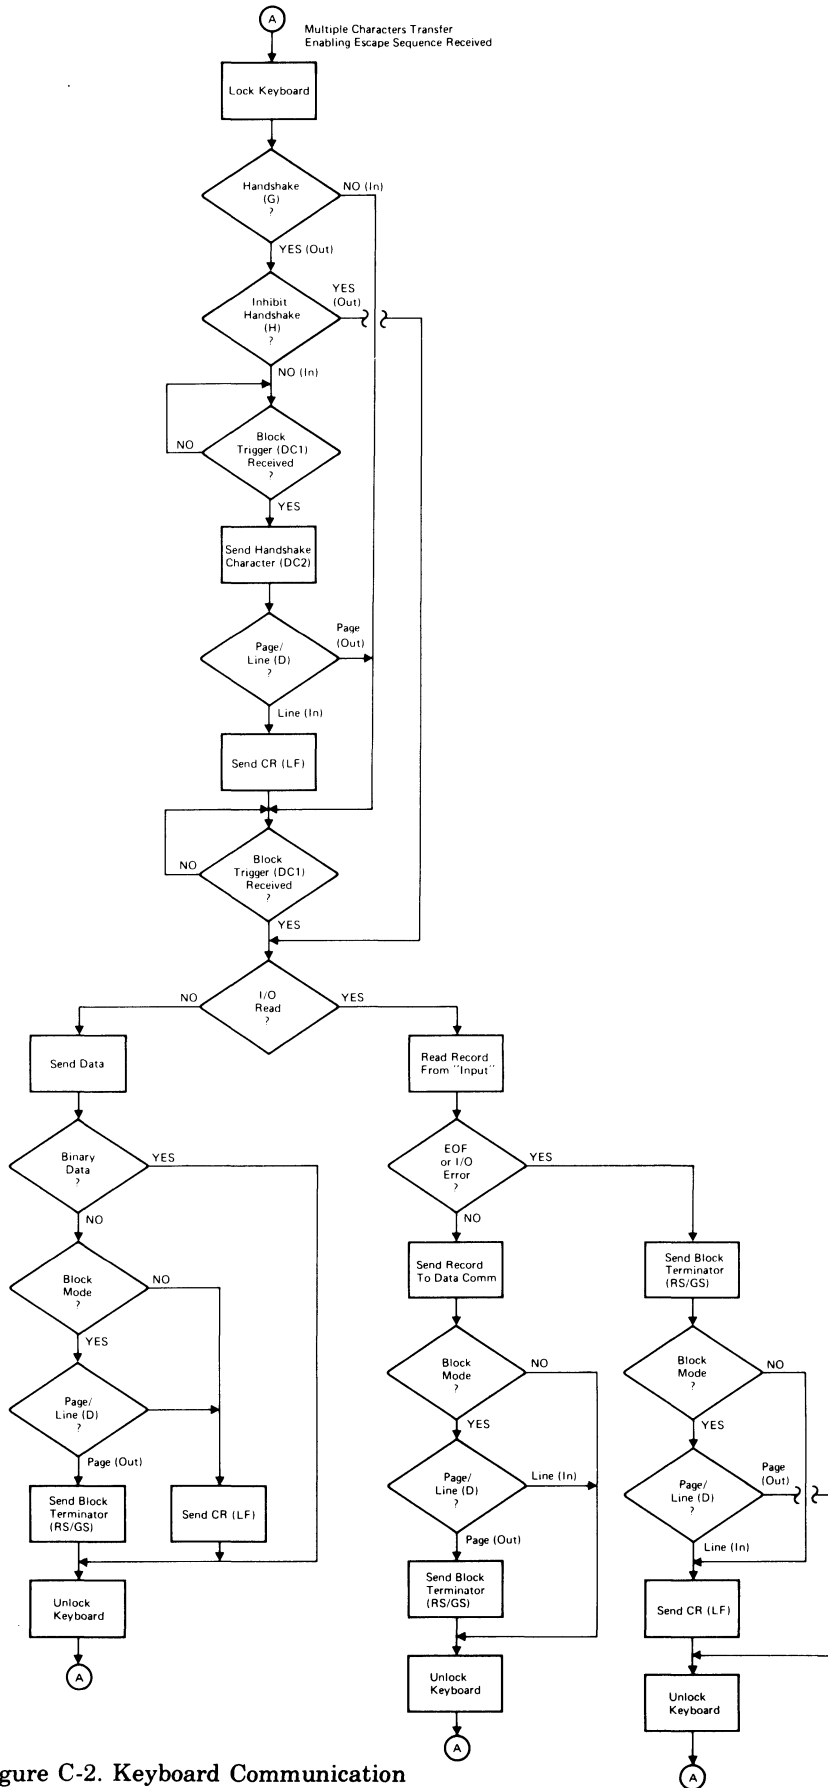 A
Multiple Characters Transfer
Enabling Escape Sequence Received
Lock Keyboard
Handshake
(G)
?
NO (In)
YES (Out)
Inhibit
Handshake
(H)
?
YES
(Out)
NO (In)
Block
Trigger (DC1)
Received
?
NO
YES
Send Handshake
Character (DC2)
Page/
Line (D)
?
Page
(Out)
Line (In)
Send CR (LF)
Block
Trigger (DC1)
Received
?
NO
YES
I/O
Read
?
NO
YES
Send Data
Binary
Data
?
YES
NO
Block
Mode
?
NO
YES
Page/
Line (D)
?
Page (Out)
Send Block
Terminator
(RS/GS)
Send CR (LF)
Unlock
Keyboard
A
Read Record
From "Input"
EOF
or I/O
Error
?
YES
NO
Send Record
To Data Comm
Block
Mode
?
NO
YES
Page/
Line (D)
?
Line (In)
Page (Out)
Send Block
Terminator
(RS/GS)
Unlock
Keyboard
A
Send Block
Terminator
(RS/GS)
Block
Mode
?
NO
YES
Page/
Line (D)
?
Page
(Out)
Line (In)
Send CR (LF)
Unlock
Keyboard
A
gure C-2. Keyboard Communication